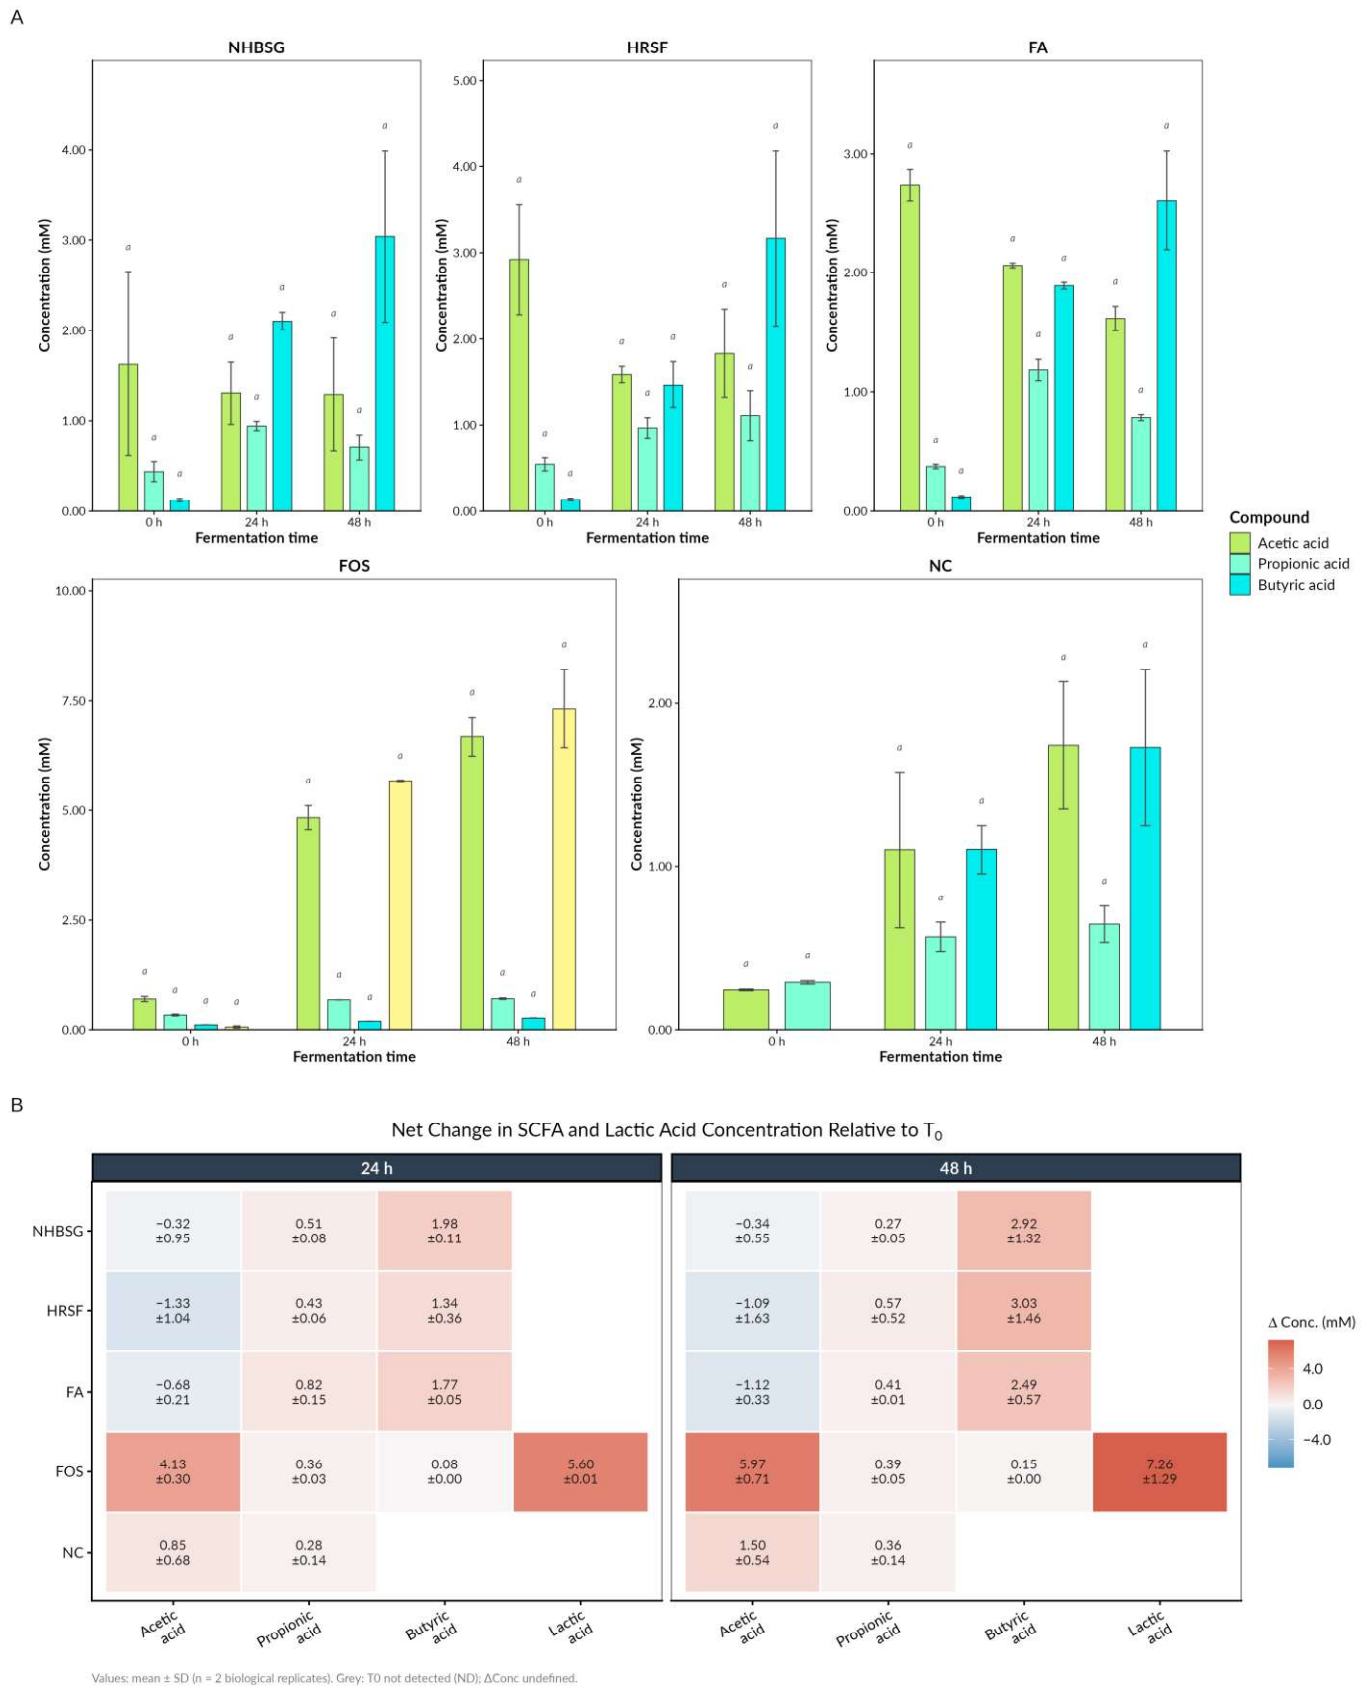 A
NHBSG
HRSF
FA
Concentration (mM)
4.00
3.00
2.00
1.00
0.00
a a a a a a a a a
0 h 24 h 48 h
Fermentation time
Concentration (mM)
5.00
4.00
3.00
2.00
1.00
0.00
a a a a a a a a a
0 h 24 h 48 h
Fermentation time
Concentration (mM)
3.00
2.00
1.00
0.00
a a a a a a a a a
0 h 24 h 48 h
Fermentation time
Compound
Acetic acid
Propionic acid
Butyric acid
FOS
NC
Concentration (mM)
10.00
7.50
5.00
2.50
0.00
a a a a a a a a a a a a
0 h 24 h 48 h
Fermentation time
Concentration (mM)
2.00
1.00
0.00
a a a a a a a a
0 h 24 h 48 h
Fermentation time
B
Net Change in SCFA and Lactic Acid Concentration Relative to T0
24 h
48 h
NHBSG
−0.32 0.51 1.98
±0.95 ±0.08 ±0.11
−0.34 0.27 2.92
±0.55 ±0.05 ±1.32
HRSF
−1.33 0.43 1.34
±1.04 ±0.06 ±0.36
−1.09 0.57 3.03
±1.63 ±0.52 ±1.46
FA
−0.68 0.82 1.77
±0.21 ±0.15 ±0.05
−1.12 0.41 2.49
±0.33 ±0.01 ±0.57
FOS
4.13 0.36 0.08 5.60
±0.30 ±0.03 ±0.00 ±0.01
5.97 0.39 0.15 7.26
±0.71 ±0.05 ±0.00 ±1.29
NC
0.85 0.28
±0.68 ±0.14
1.50 0.36
±0.54 ±0.14
Acetic acid
Propionic acid
Butyric acid
Lactic acid
Acetic acid
Propionic acid
Butyric acid
Lactic acid
Δ Conc. (mM)
4.0
0.0
−4.0
Values: mean ± SD (n = 2 biological replicates). Grey: T0 not detected (ND); ΔConc undefined.